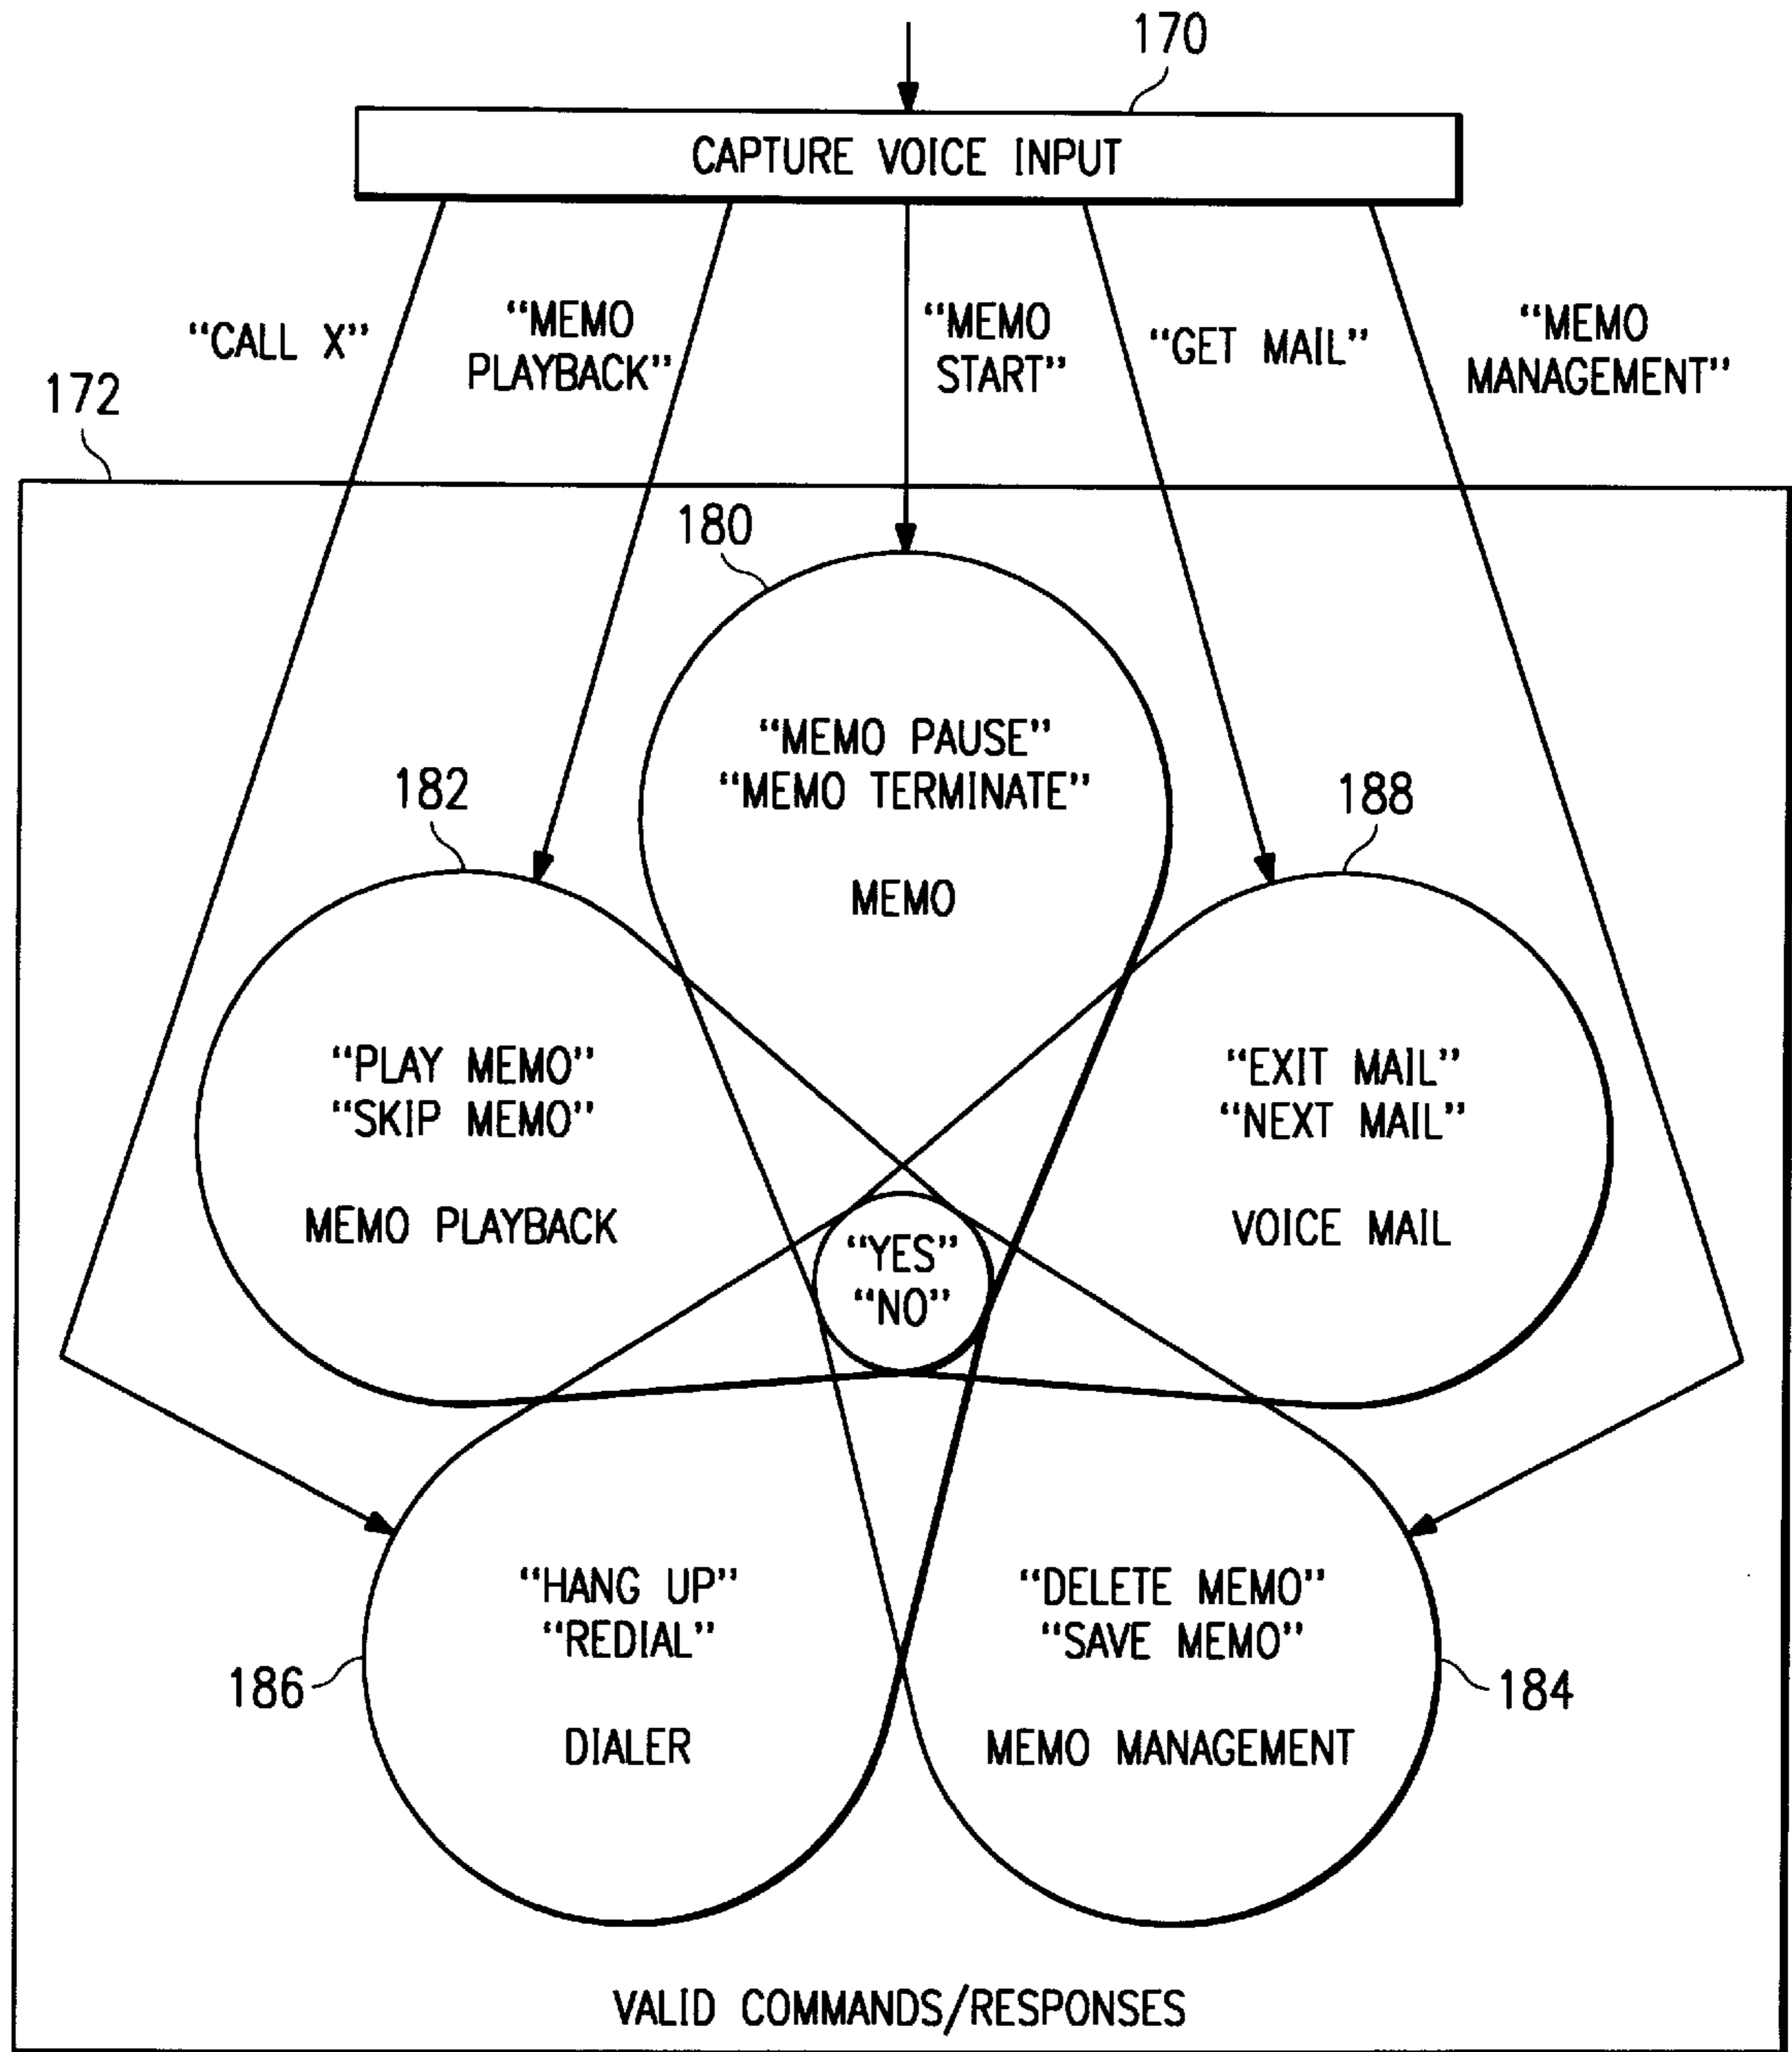 170
CAPTURE VOICE INPUT
“CALL X”
“MEMO
PLAYBACK”
“MEMO
START”
“GET MAIL”
“MEMO
MANAGEMENT”
172
180
“MEMO PAUSE”
“MEMO TERMINATE”
MEMO
182
188
“PLAY MEMO”
“SKIP MEMO”
MEMO PLAYBACK
“EXIT MAIL”
“NEXT MAIL”
VOICE MAIL
“YES”
“NO”
“HANG UP”
“REDIAL”
DIALER
186
“DELETE MEMO”
“SAVE MEMO”
MEMO MANAGEMENT
184
VALID COMMANDS/RESPONSES